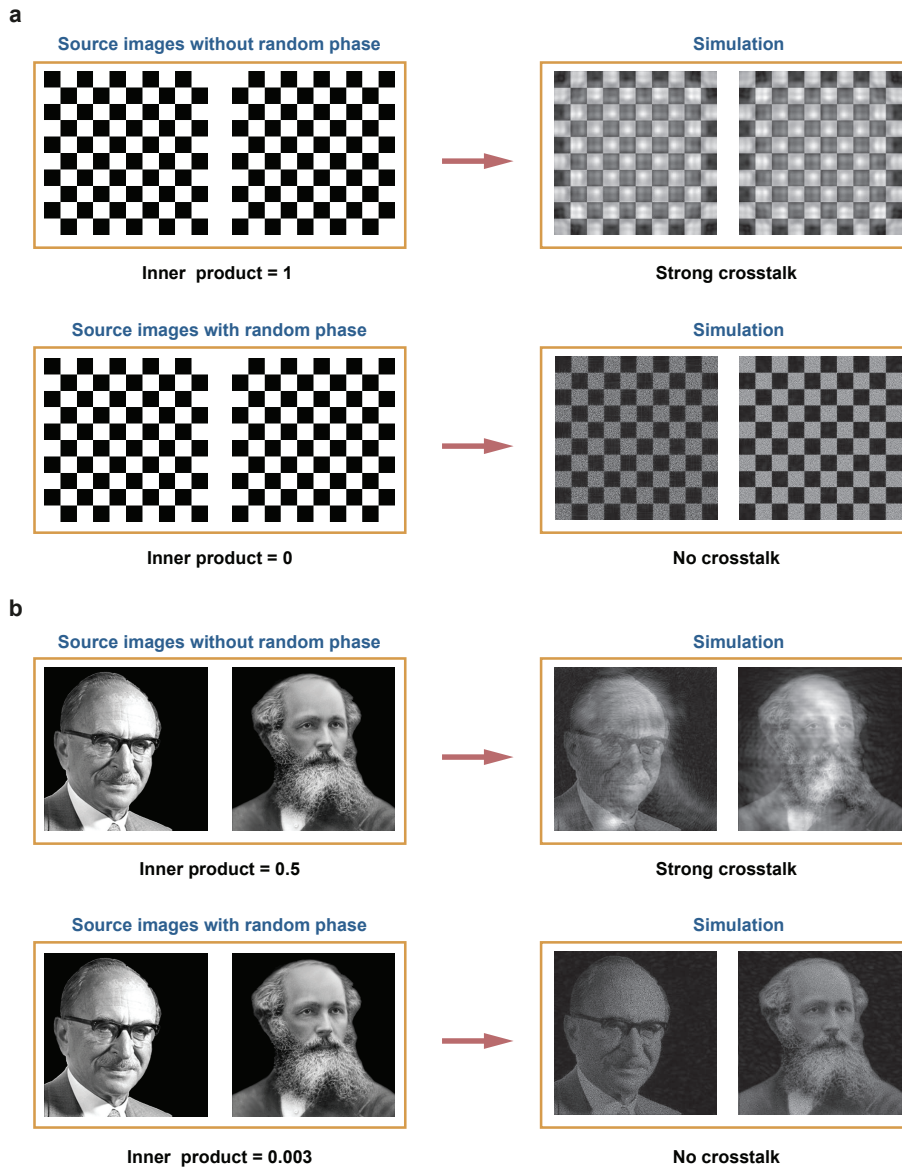 a
Source images without random phase
Simulation
Inner product = 1
Strong crosstalk
Source images with random phase
Simulation
Inner product = 0
No crosstalk
b
Source images without random phase
Simulation
Inner product = 0.5
Strong crosstalk
Source images with random phase
Simulation
Inner product = 0.003
No crosstalk